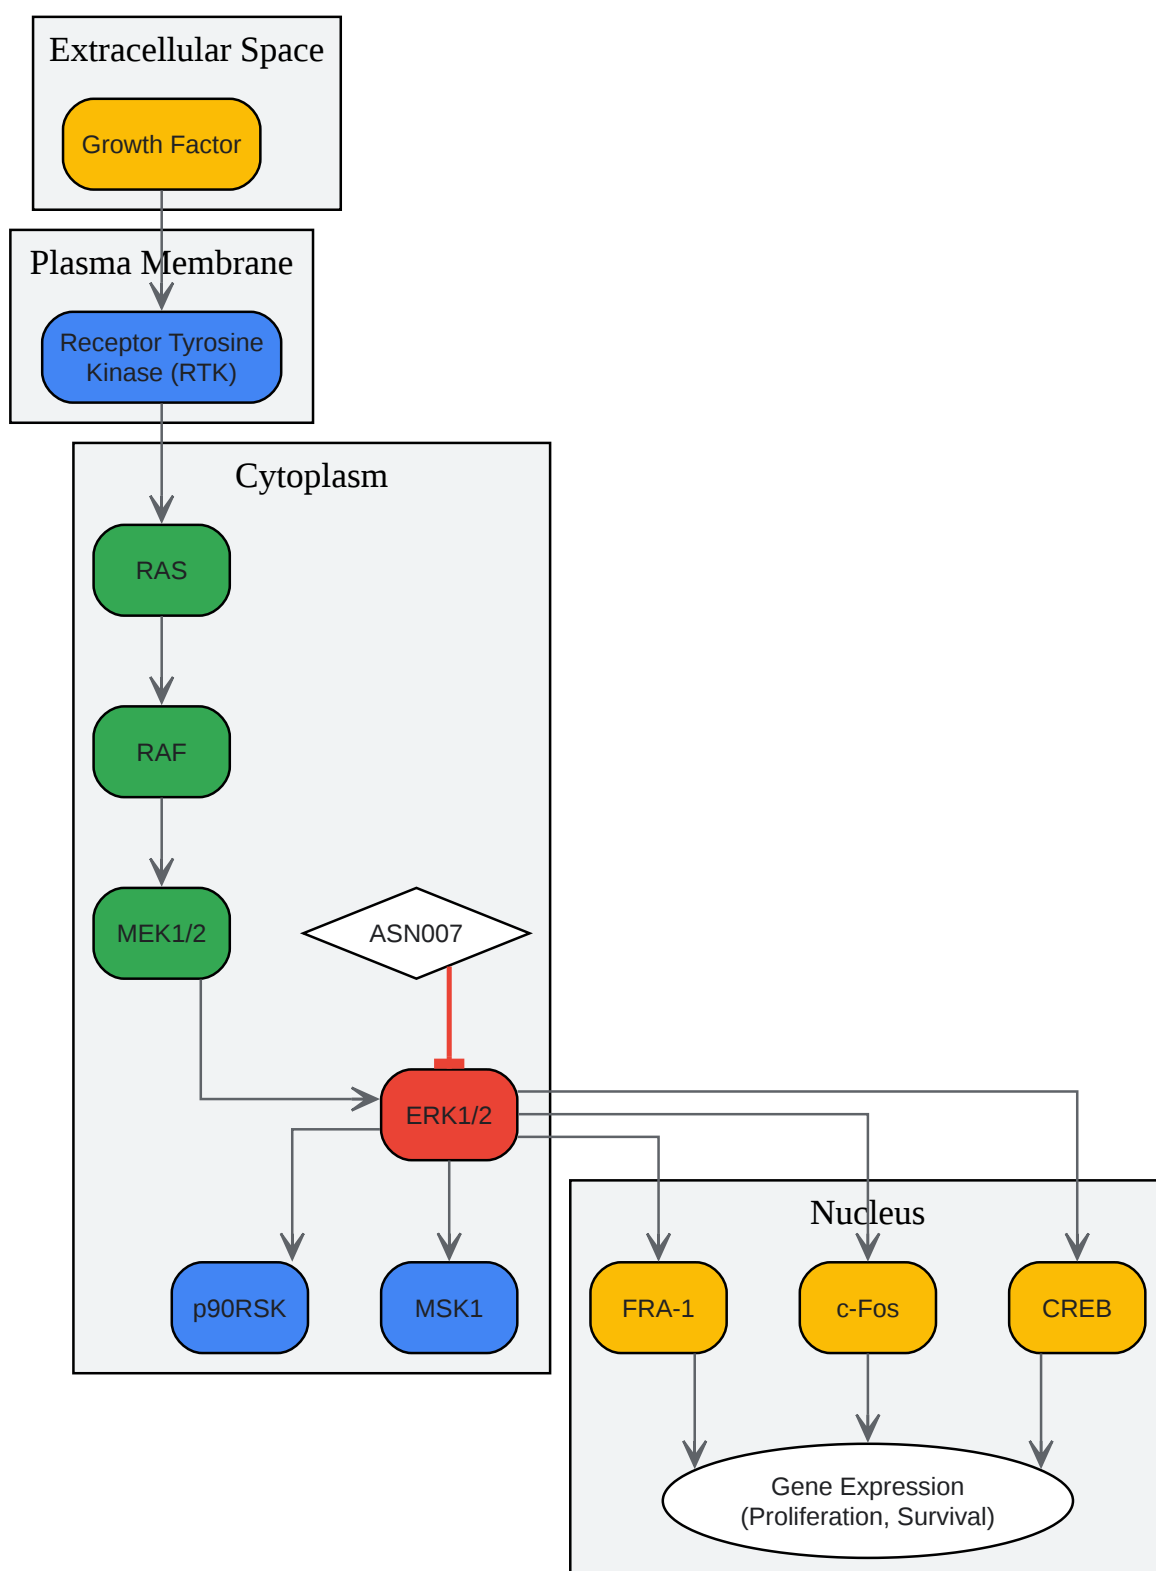 Extracellular Space
Growth Factor
Plasma Membrane
Receptor Tyrosine
Kinase (RTK)
Cytoplasm
RAS
RAF
MEK1/2
ASN007
ERK1/2
p90RSK
MSK1
Nucleus
FRA-1
c-Fos
CREB
Gene Expression
(Proliferation, Survival)